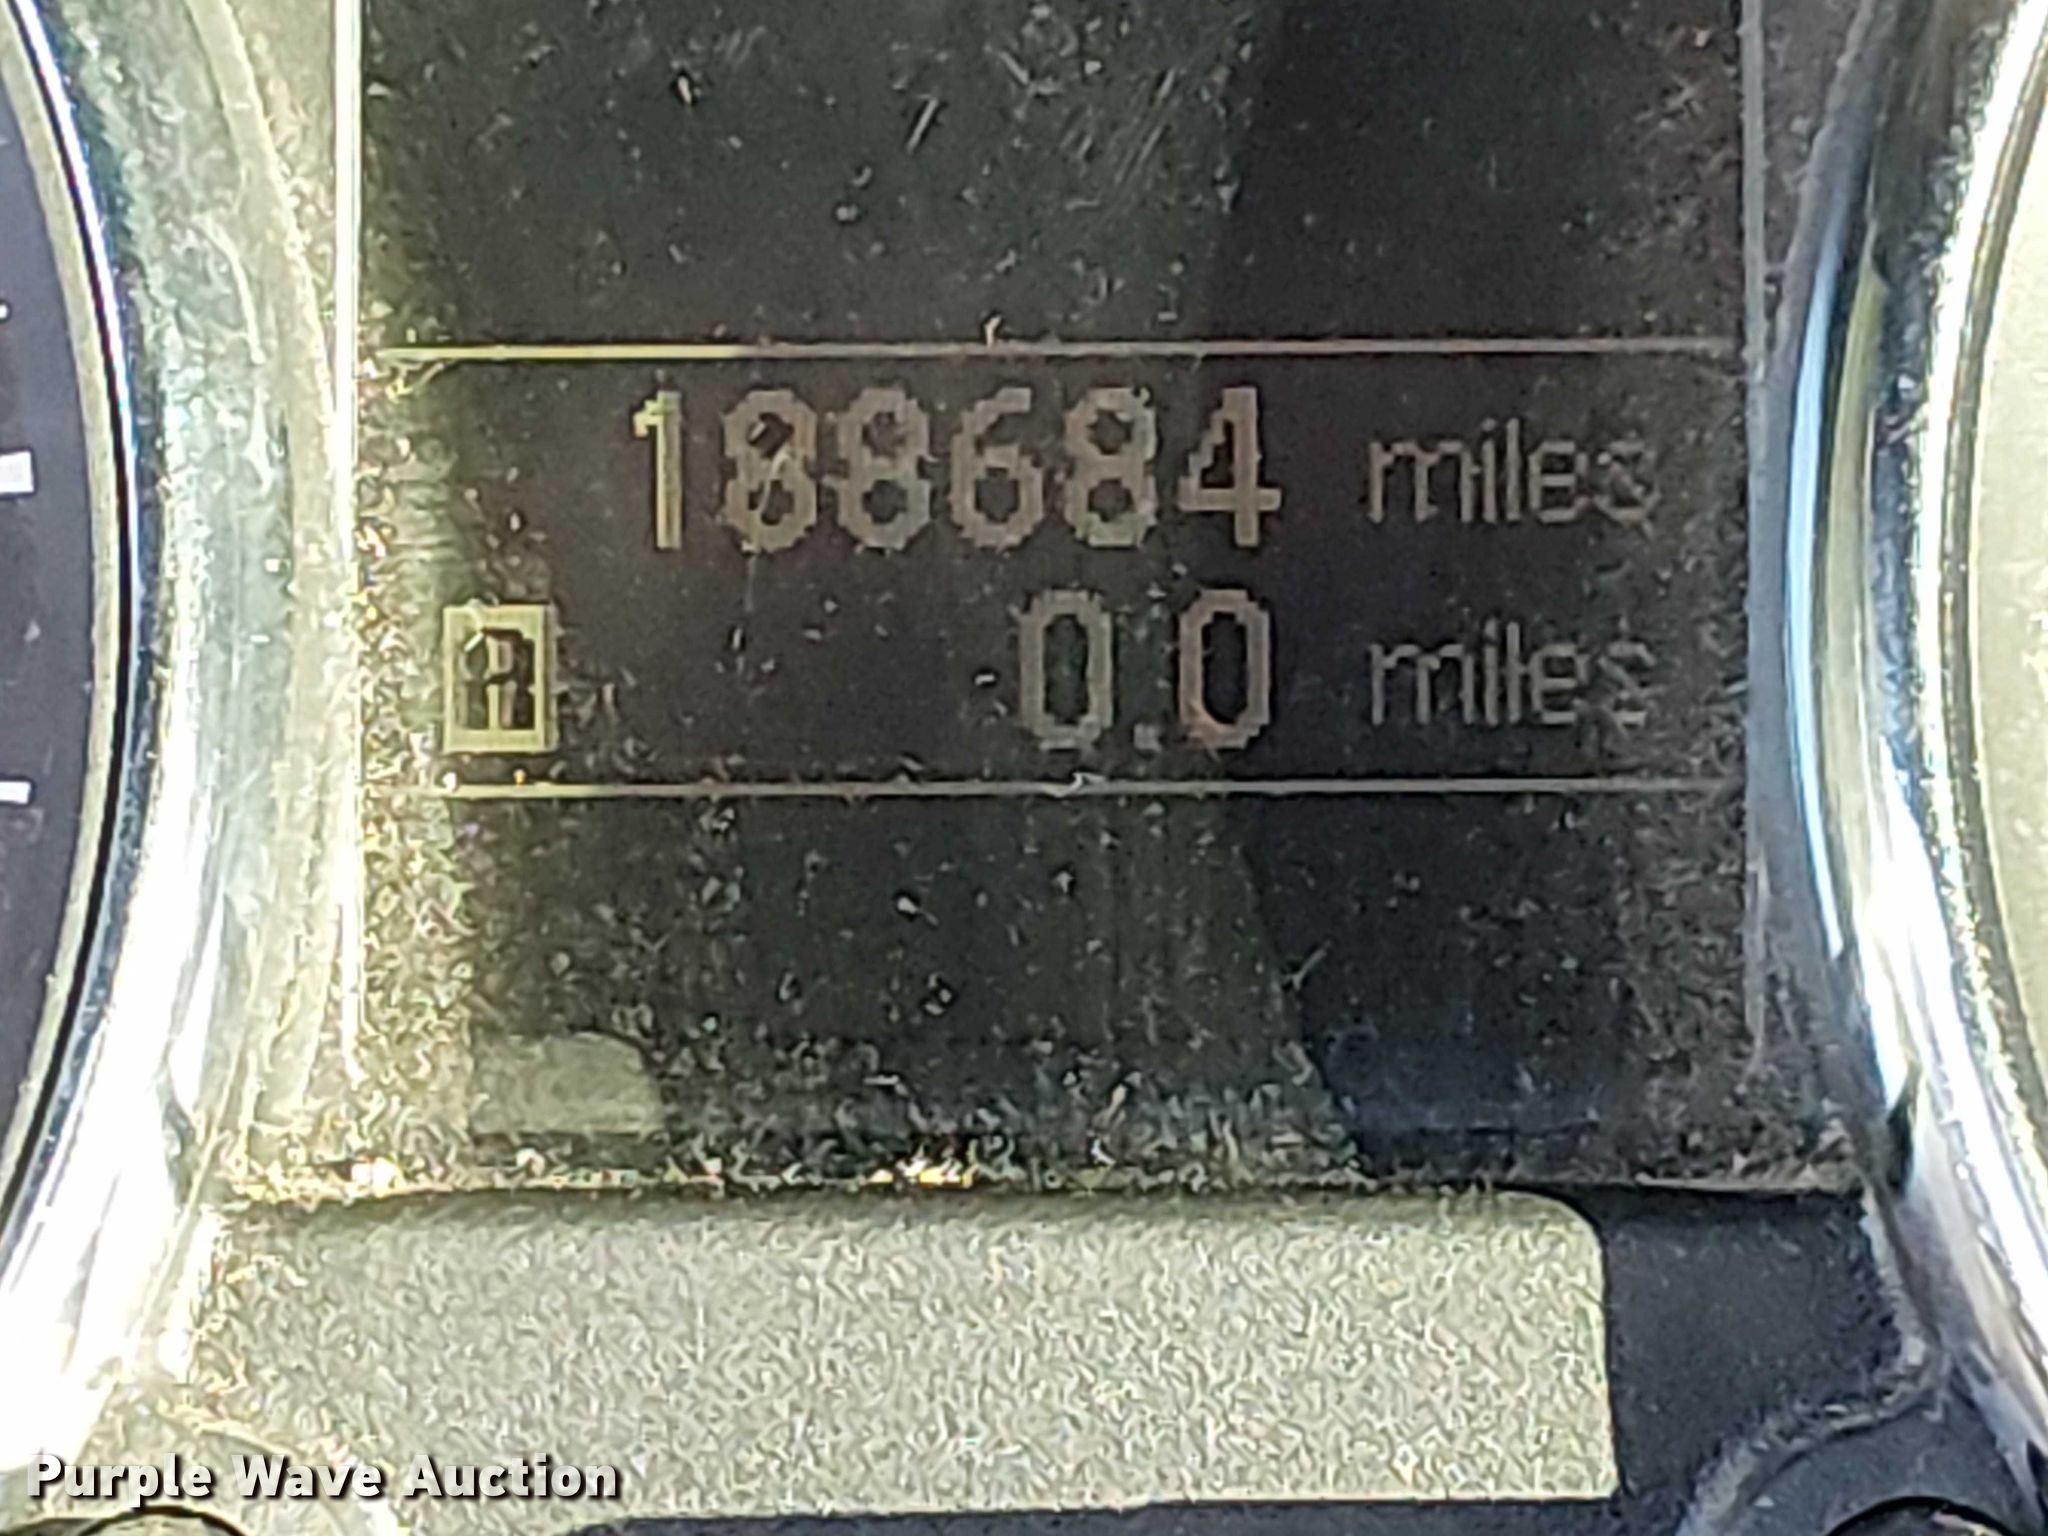 188684 miles
A 0.0 miles
Purple Wave Auction